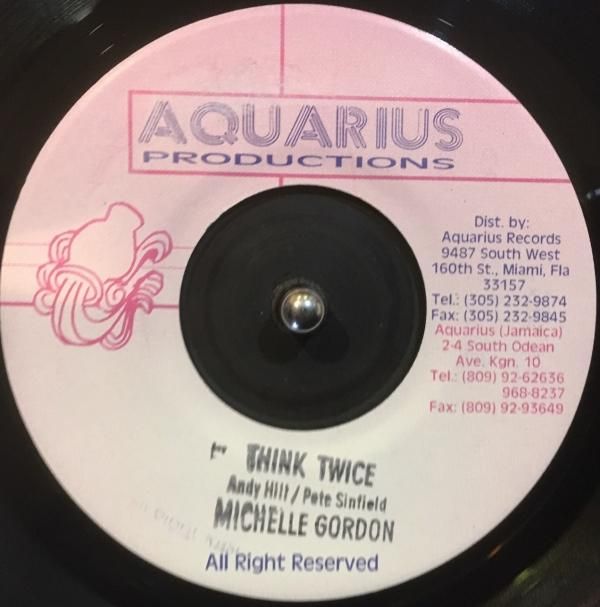 AQUARIUS
PRODUCTIONS
Dist. by:
Aquarius Records
9487 South West
160th St., Miami, Fla
33157
Tel.: (305) 232-9874
Fax: (305) 232-9845
Aquarius (Jamaica)
2-4 South Odean
Ave. Kgn. 10
Tel.: (809) 92-62636
968-8237
Fax: (809) 92-93649
THINK TWICE
Andy Hill / Pete Sinfield
MICHELLE GORDON
All Right Reserved